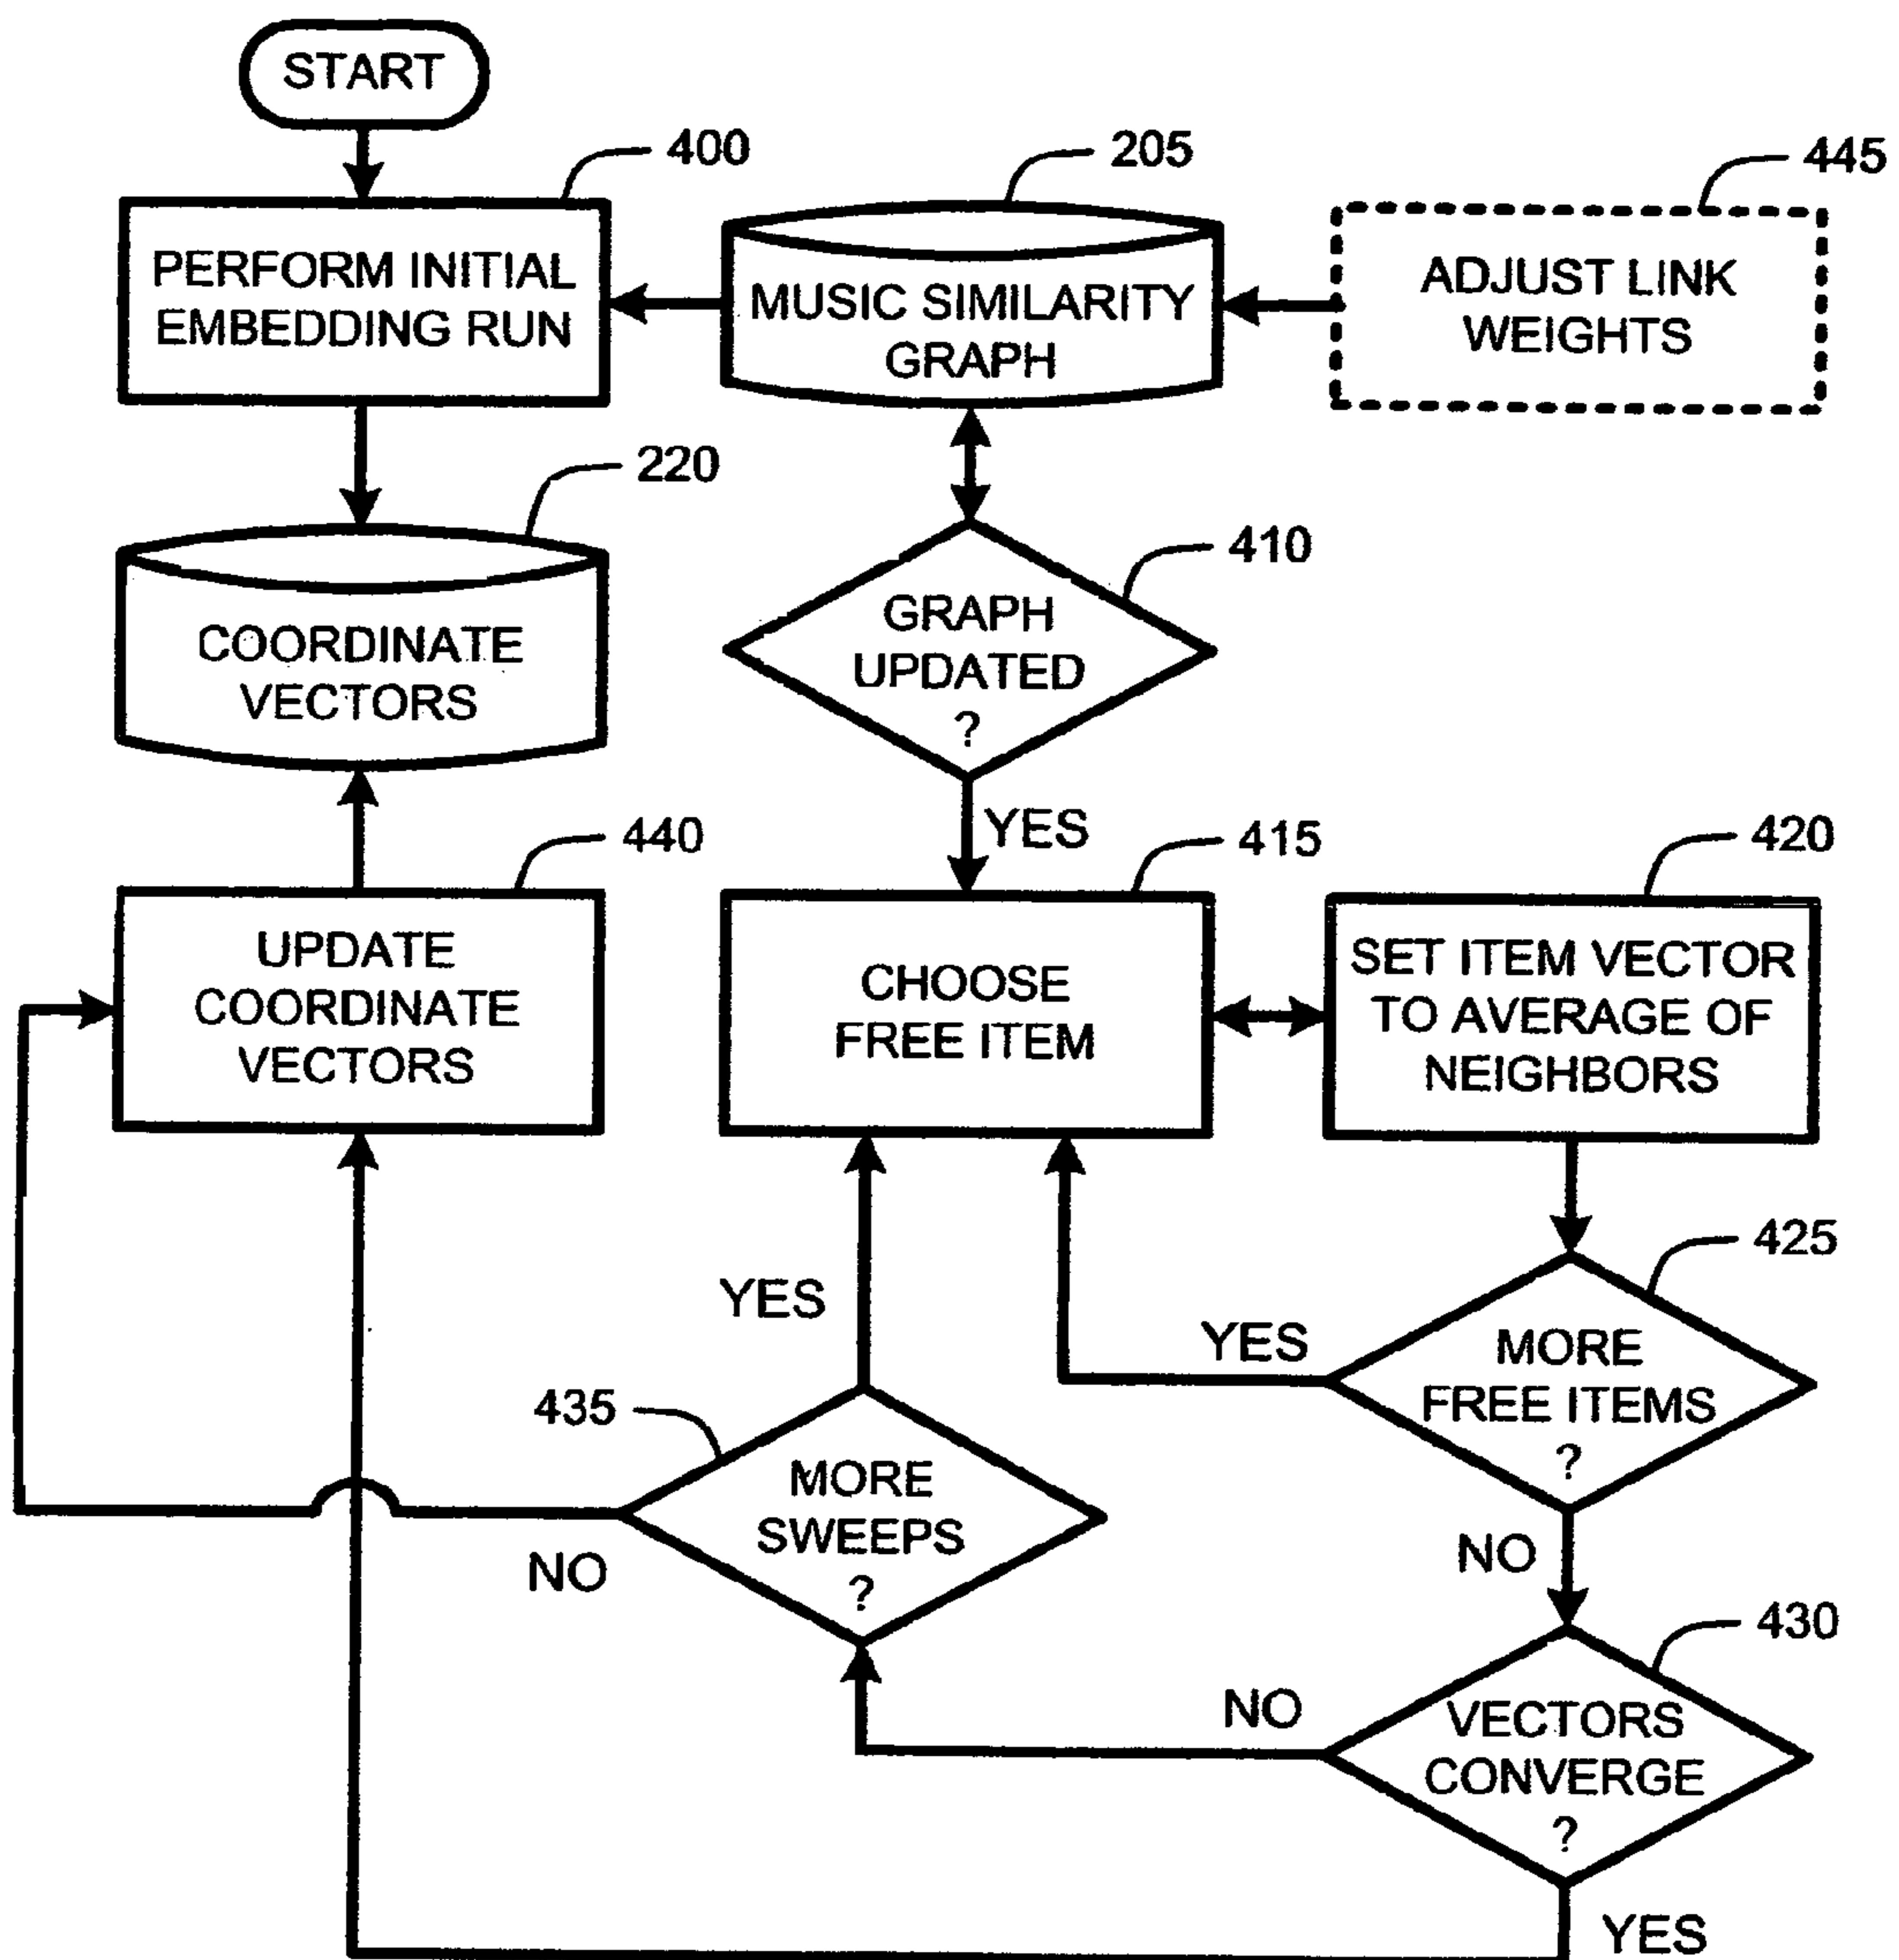 START
400
PERFORM INITIAL
EMBEDDING RUN
205
MUSIC SIMILARITY
GRAPH
445
ADJUST LINK
WEIGHTS
220
COORDINATE
VECTORS
410
GRAPH
UPDATED
?
YES
440
UPDATE
COORDINATE
VECTORS
415
CHOOSE
FREE ITEM
420
SET ITEM VECTOR
TO AVERAGE OF
NEIGHBORS
425
MORE
FREE ITEMS
?
YES
NO
YES
435
MORE
SWEEPS
?
NO
430
VECTORS
CONVERGE
?
NO
YES